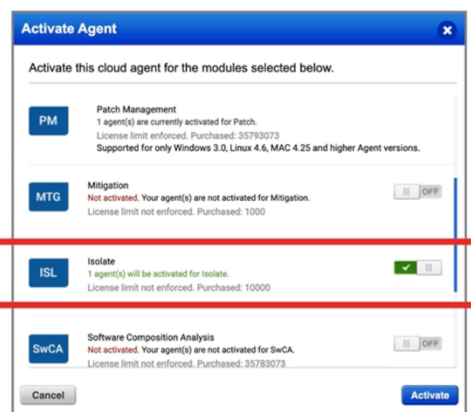 Activate Agent
Activate this cloud agent for the modules selected below.
PM
Patch Management
1 agent(s) are currently activated for Patch.
License limit enforced. Purchased: 35793073
Supported for only Windows 3.0, Linux 4.6, MAC 4.25 and higher Agent versions.
MTG
Mitigation
Not activated. Your agent(s) are not activated for Mitigation.
License limit not enforced. Purchased: 1000
OFF
ISL
Isolate
1 agent(s) will be activated for Isolate.
License limit not enforced. Purchased: 10000
SwCA
Software Composition Analysis
Not activated. Your agent(s) are not activated for SwCA.
License limit not enforced. Purchased: 35783073
OFF
Cancel
Activate